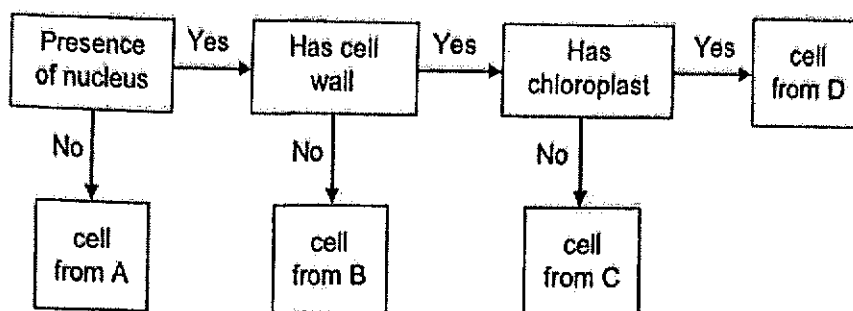 Presence
of nucleus
Yes
Has cell
wall
Yes
Has
chloroplast
Yes
cell
from D
No
No
No
cell
from A
cell
from B
cell
from C